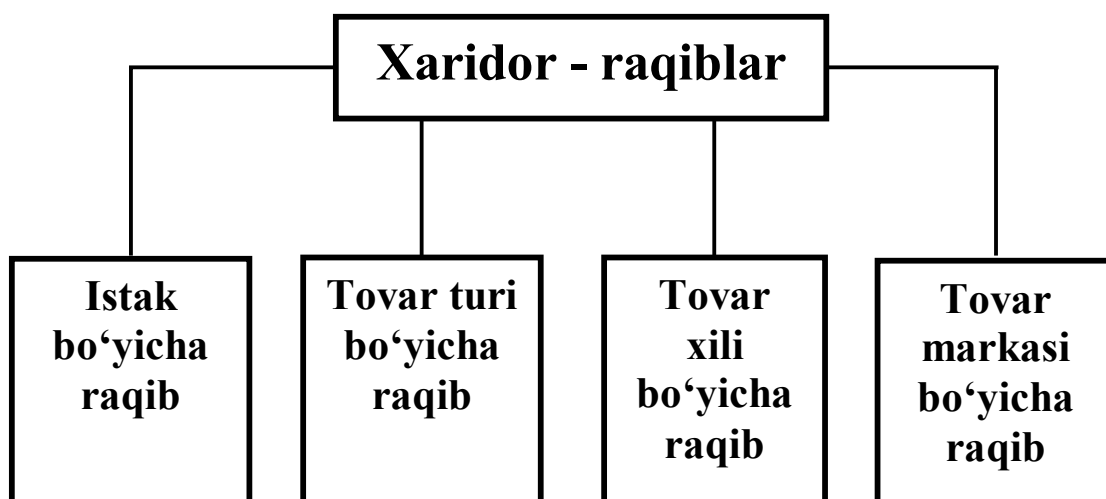 Xaridor - raqiblar
Istak
bo‘yicha
raqib
Tovar turi
bo‘yicha
raqib
Tovar
xili
bo‘yicha
raqib
Tovar
markasi
bo‘yicha
raqib